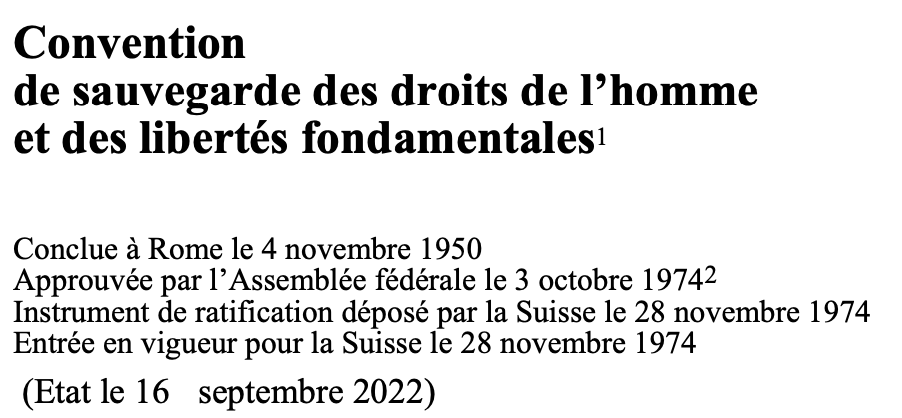 Convention
de sauvegarde des droits de l’homme
et des libertés fondamentales1
Conclue à Rome le 4 novembre 1950
Approuvée par l’Assemblée fédérale le 3 octobre 19742
Instrument de ratification déposé par la Suisse le 28 novembre 1974
Entrée en vigueur pour la Suisse le 28 novembre 1974
(Etat le 16 septembre 2022)